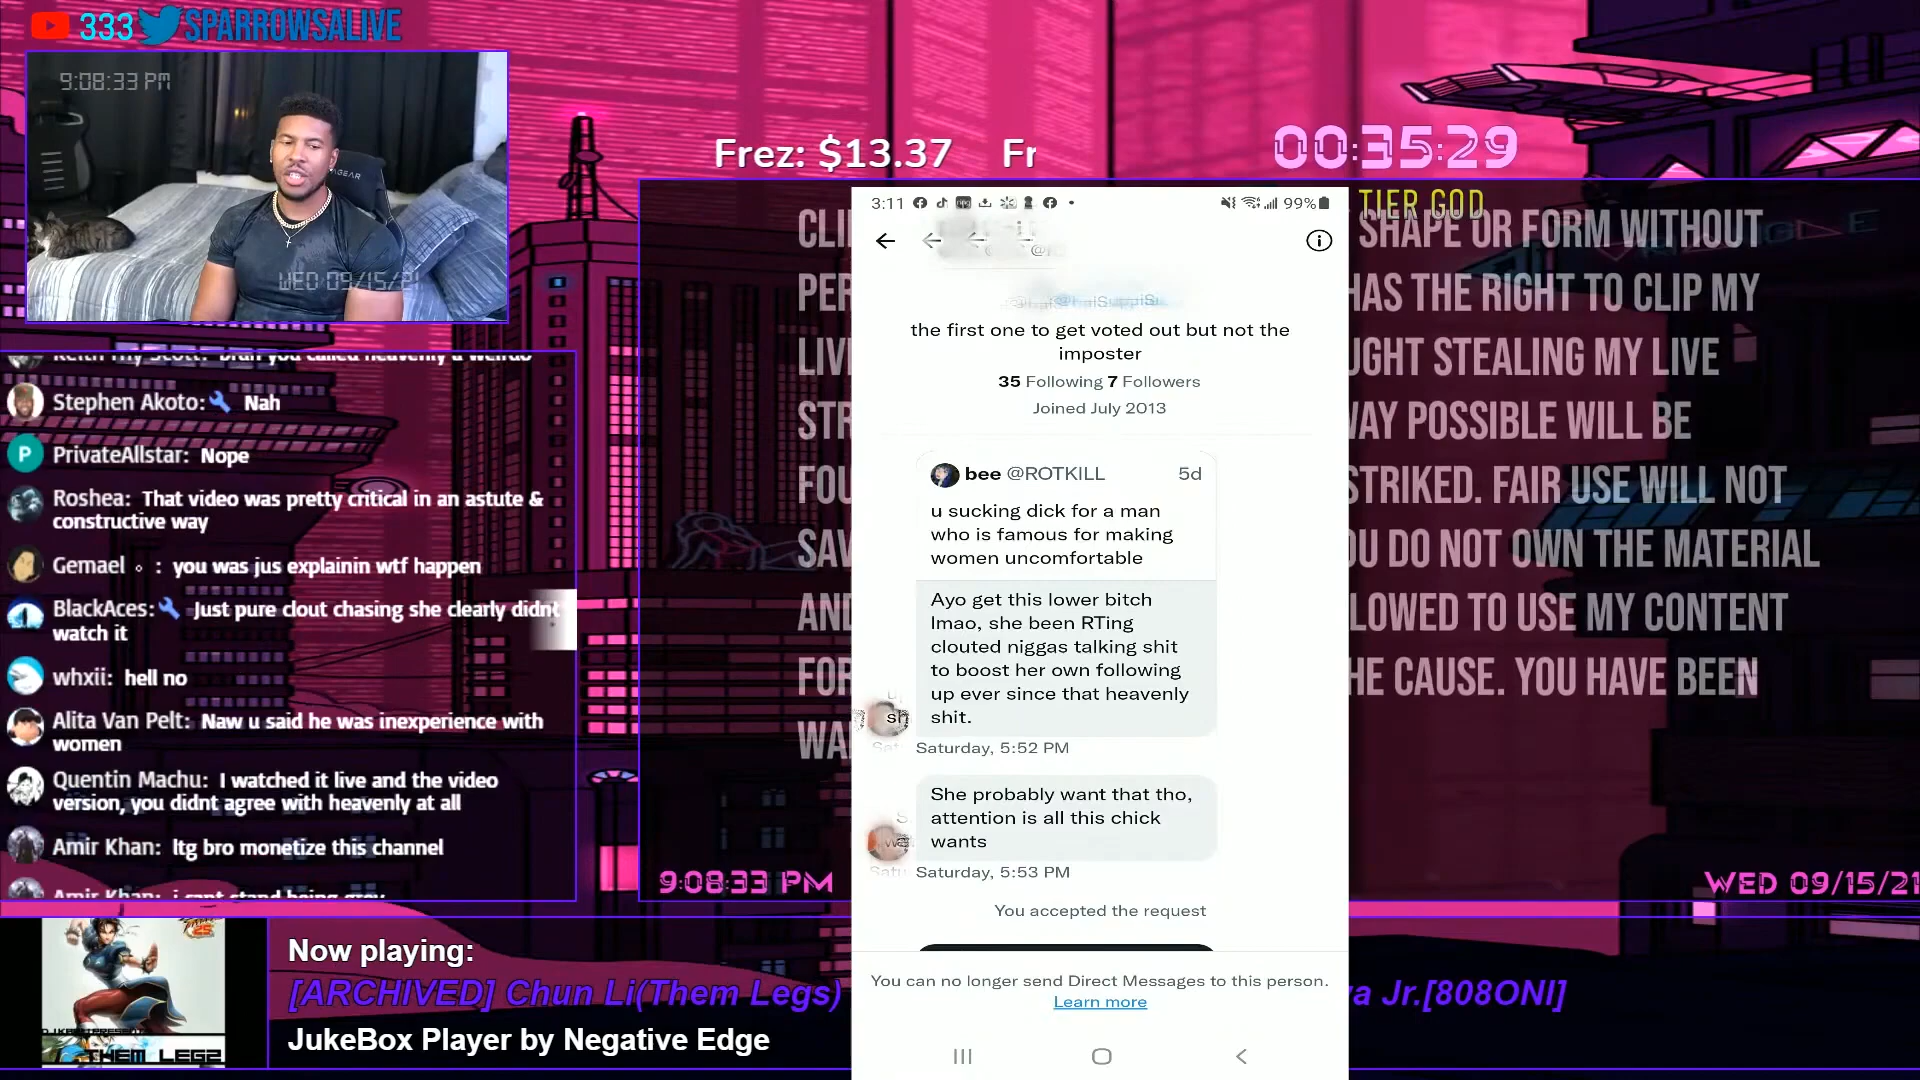 333 SPARROWSALIVE
9:08:33 PM
AGEAR
WED 09/15/21
Frez: $13.37 Fr
00:35:29
TIER GOD
Stephen Akoto: Nah
P PrivateAllstar: Nope
Roshea: That video was pretty critical in an astute &
constructive way
Gemael : you was jus explainin wtf happen
BlackAces: Just pure clout chasing she clearly didnt
watch it
whxii: hell no
Alita Van Pelt: Naw u said he was inexperience with
women
Quentin Machu: I watched it live and the video
version, you didnt agree with heavenly at all
Amir Khan: ltg bro monetize this channel
Amir Khan: i cant stand being grey
CLI
SHAPE OR FORM WITHOUT
PER
HAS THE RIGHT TO CLIP MY
LIV
UGHT STEALING MY LIVE
STR
WAY POSSIBLE WILL BE
FOU
STRIKED. FAIR USE WILL NOT
SAV
OU DO NOT OWN THE MATERIAL
AND
LOWED TO USE MY CONTENT
FOR
HE CAUSE. YOU HAVE BEEN
WA
3:11
99%
the first one to get voted out but not the
imposter
35 Following 7 Followers
Joined July 2013
bee @ROTKILL 5d
u sucking dick for a man
who is famous for making
women uncomfortable
Ayo get this lower bitch
lmao, she been RTing
clouted niggas talking shit
to boost her own following
up ever since that heavenly
shit.
Saturday, 5:52 PM
She probably want that tho,
attention is all this chick
wants
Saturday, 5:53 PM
You accepted the request
You can no longer send Direct Messages to this person.
Learn more
9:08:33 PM
WED 09/15/21
THEM LEGZ
Now playing:
[ARCHIVED] Chun Li(Them Legs)
va Jr.[808ONI]
JukeBox Player by Negative Edge